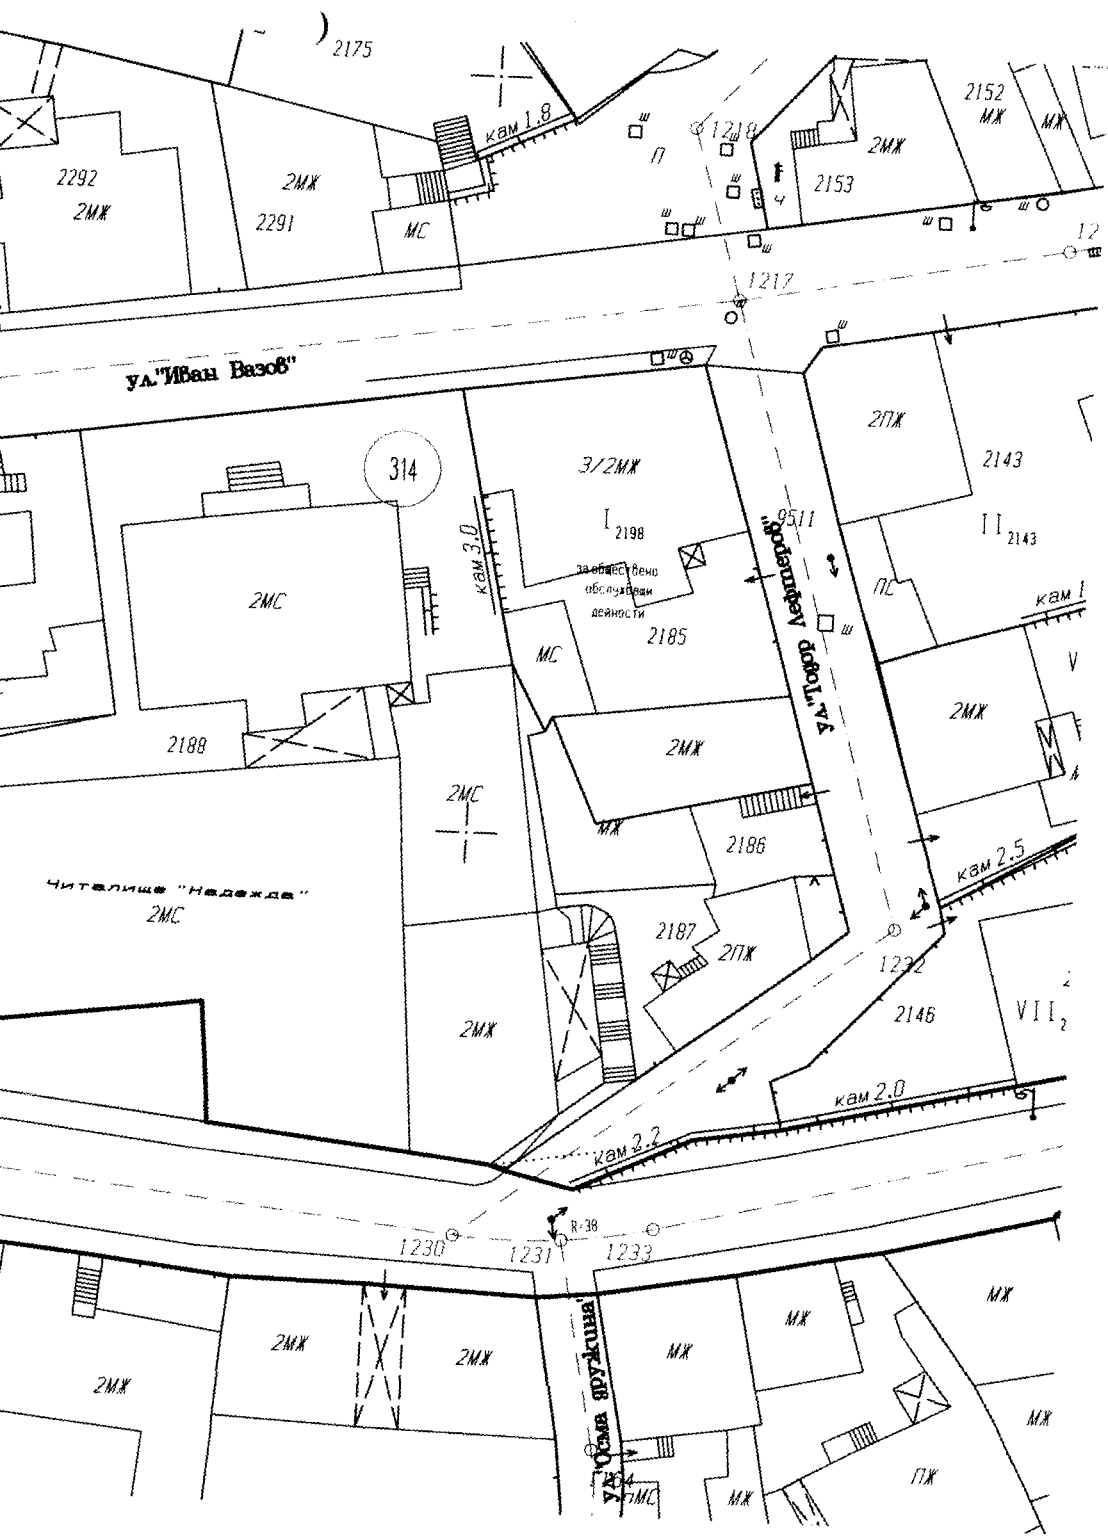 2175
кам 1.8
1218
П
2152
МЖ
МЖ
2МЖ
2153
2292
2МЖ
2МЖ
2291
МС
1217
ул."Иван Вазов"
2ПЖ
314
3/2МЖ
2143
I 2198
9511
II 2143
кам 3.0
за обществено
обслужващи
дейности
2МС
ПС
кам 1
2185
МС
ул."Тодор Лефтеров"
V
2МЖ
2188
2МЖ
2МС
МЖ
2186
кам 2.5
Читалище "Надежда"
2МС
2187
2ПЖ
1232
2МЖ
2146
VII 2
кам 2.0
кам 2.2
R=38
1230
1231
1233
МЖ
МЖ
2МЖ
2МЖ
МЖ
2МЖ
ул."Осма дружина"
МЖ
ПЖ
ПМС
МЖ